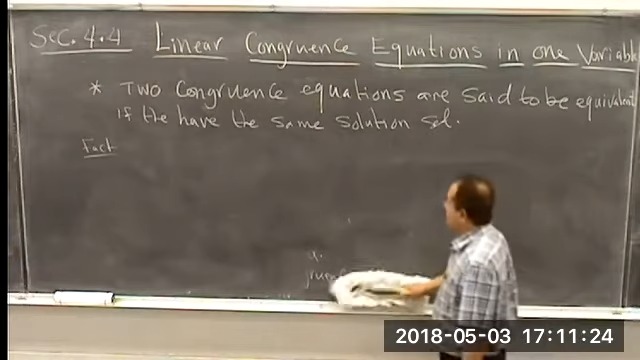 Sec. 4.4 Linear Congruence Equations in one Variable
* Two Congruence equations are said to be equivalent
if the have the same solution set.
Fact
2018-05-03 17:11:24